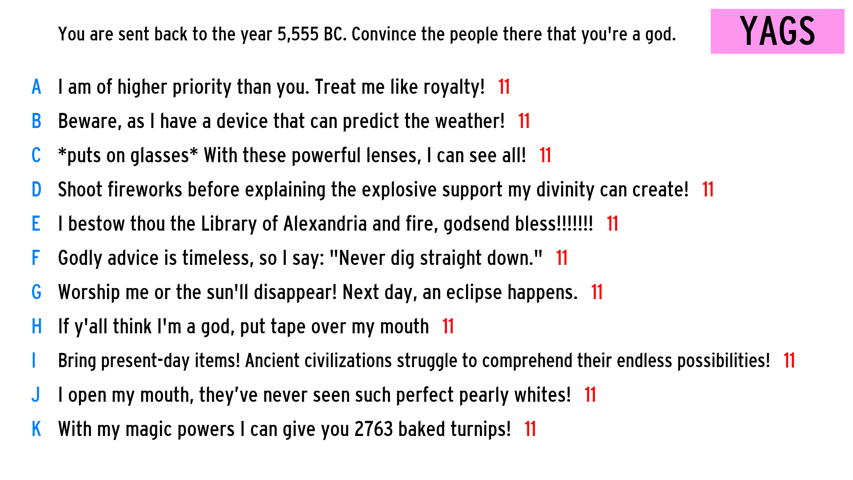 You are sent back to the year 5,555 BC. Convince the people there that you're a god.
YAGS
A I am of higher priority than you. Treat me like royalty! 11
B Beware, as I have a device that can predict the weather! 11
C *puts on glasses* With these powerful lenses, I can see all! 11
D Shoot fireworks before explaining the explosive support my divinity can create! 11
E I bestow thou the Library of Alexandria and fire, godsend bless!!!!!!! 11
F Godly advice is timeless, so I say: "Never dig straight down." 11
G Worship me or the sun'll disappear! Next day, an eclipse happens. 11
H If y'all think I'm a god, put tape over my mouth 11
I Bring present-day items! Ancient civilizations struggle to comprehend their endless possibilities! 11
J I open my mouth, they’ve never seen such perfect pearly whites! 11
K With my magic powers I can give you 2763 baked turnips! 11